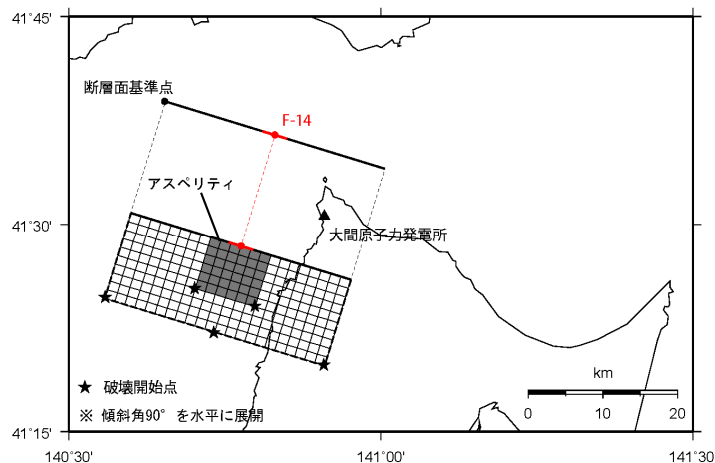 41°45'
断層面基準点
F-14
アスペリティ
41°30'
大間原子力発電所
km
★ 破壊開始点
0 10 20
※ 傾斜角90°を水平に展開
41°15'
140°30' 141°00' 141°30'